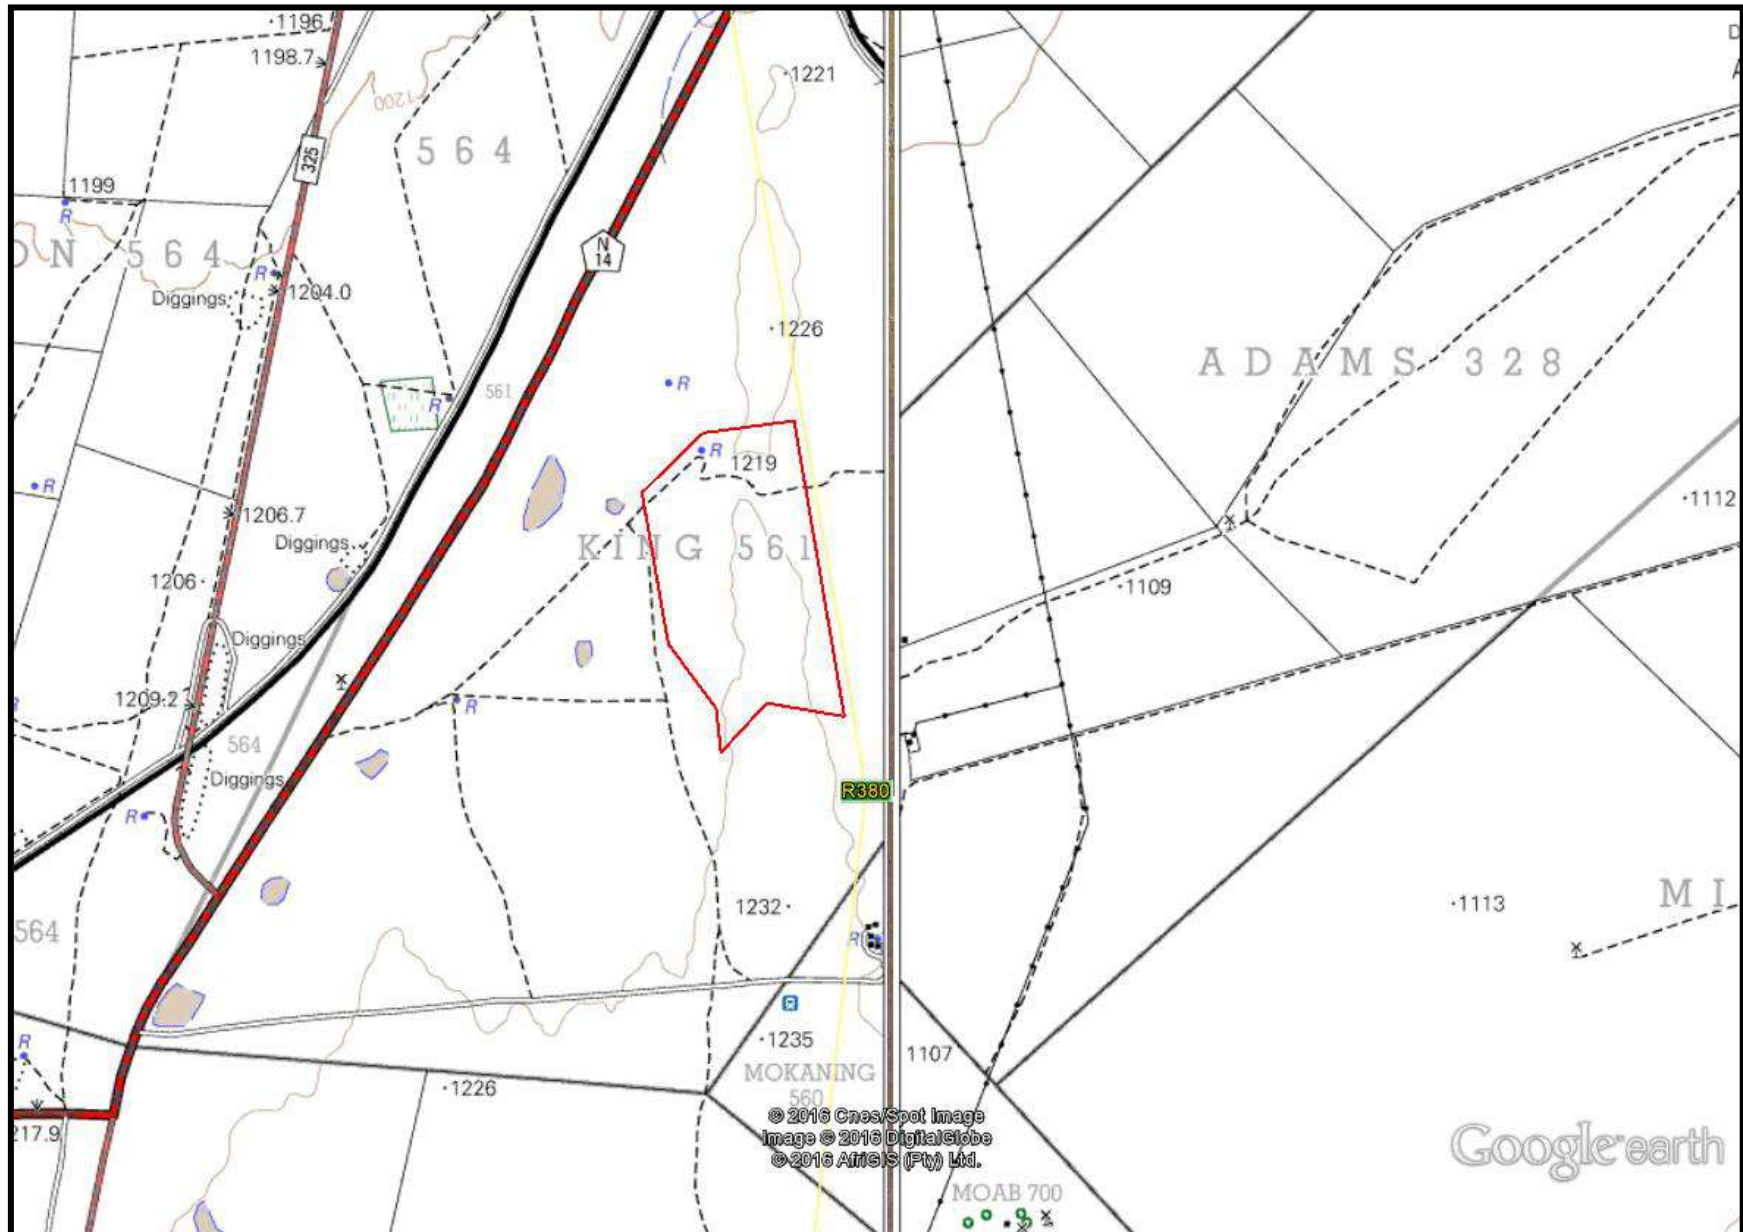 1196
1198.7
1221
1200
325
564
1199
R
ON 564
N
14
R
1204.0
Diggings
1226
ADAMS 328
R
561
R
R
R
1219
1112
1206.7
Diggings
KING 561
1206
1109
Diggings
1209.2
R
564
Diggings
R380
R
1232
1113
MI
564
R
R
1235
1107
MOKANING
560
1226
217.9
© 2016 Cnes/Spot Image
Image © 2016 DigitalGlobe
© 2016 AfriGIS (Pty) Ltd.
Google earth
MOAB 700